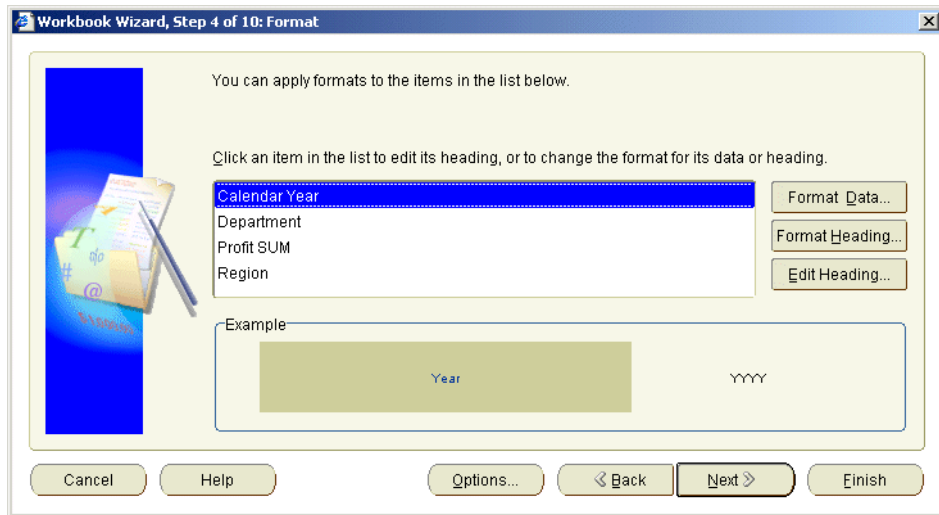 Workbook Wizard, Step 4 of 10: Format
You can apply formats to the items in the list below.
Click an item in the list to edit its heading, or to change the format for its data or heading.
Calendar Year
Department
Profit SUM
Region
Format Data...
Format Heading...
Edit Heading...
Example
Year
YYYY
T
%
#
@
Cancel
Help
Options...
Back
Next
Finish